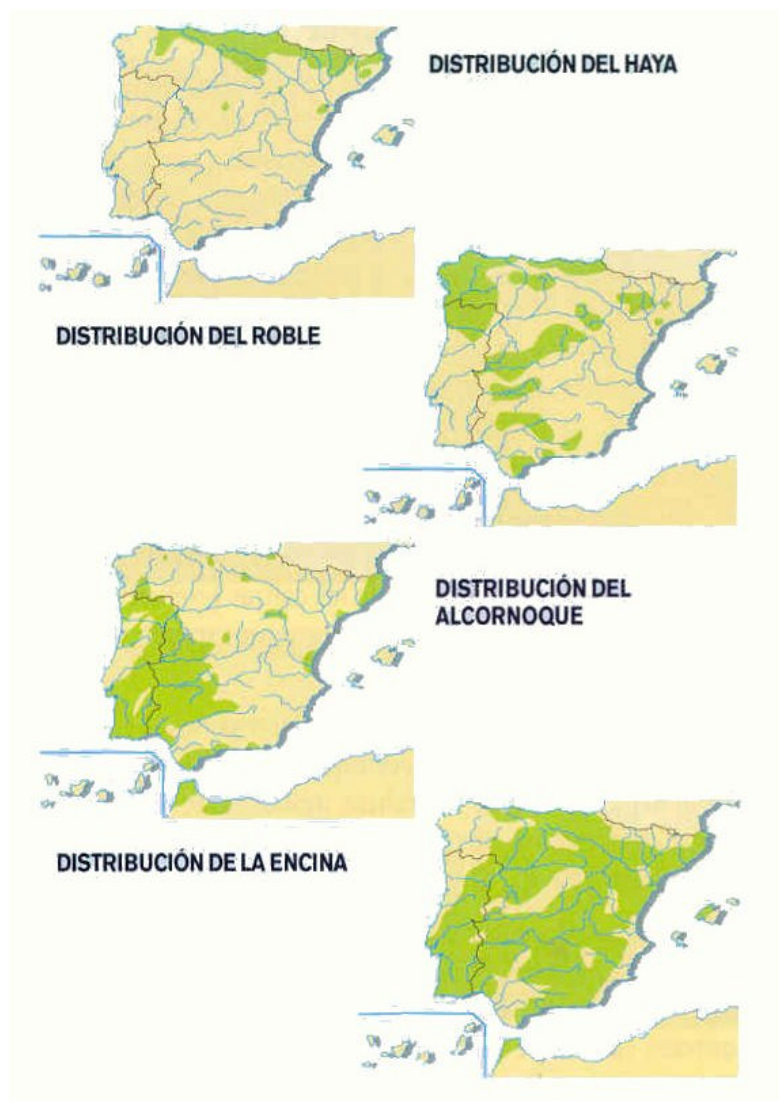 DISTRIBUCIÓN DEL HAYA
DISTRIBUCIÓN DEL ROBLE
DISTRIBUCIÓN DEL
ALCORNOQUE
DISTRIBUCIÓN DE LA ENCINA